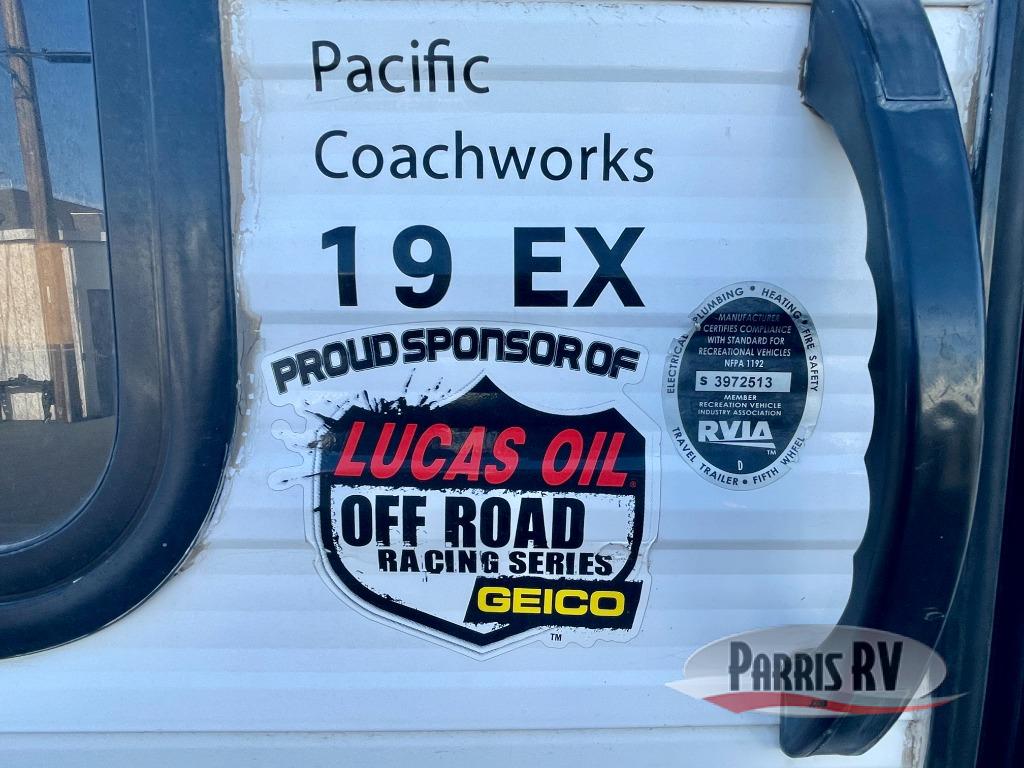 Pacific
Coachworks
19 EX
PROUD SPONSOR OF
LUCAS OIL
OFF ROAD
RACING SERIES
GEICO
TM
ELECTRICAL • PLUMBING • HEATING • FIRE SAFETY
MANUFACTURER
CERTIFIES COMPLIANCE
WITH STANDARD FOR
RECREATIONAL VEHICLES
NFPA 1192
S 3972513
MEMBER
RECREATION VEHICLE
INDUSTRY ASSOCIATION
RVIA
TM
D
TRAVEL TRAILER • FIFTH WHEEL
PARRIS RV
.com